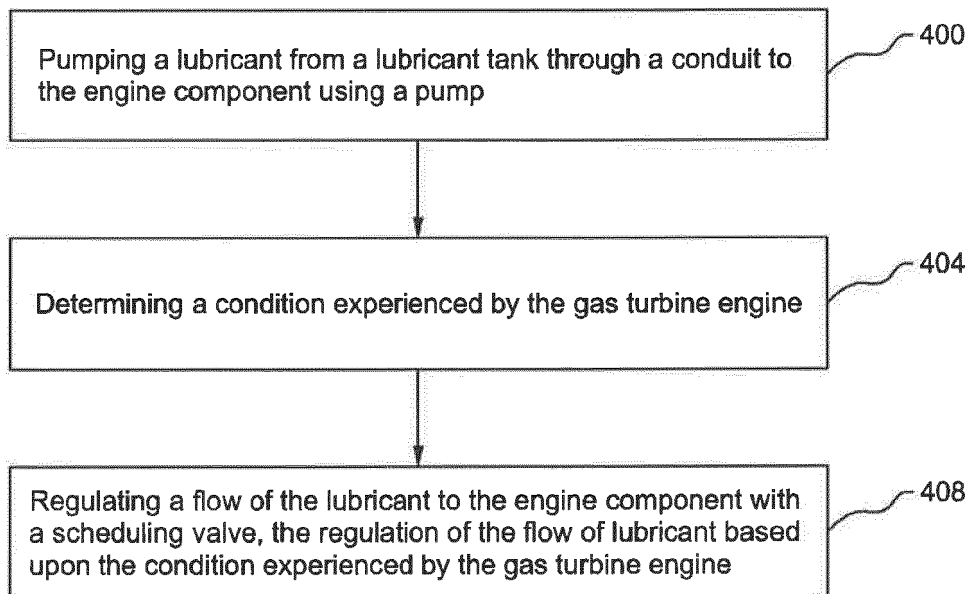 Pumping a lubricant from a lubricant tank through a conduit to
the engine component using a pump
400
Determining a condition experienced by the gas turbine engine
404
Regulating a flow of the lubricant to the engine component with
a scheduling valve, the regulation of the flow of lubricant based
upon the condition experienced by the gas turbine engine
408